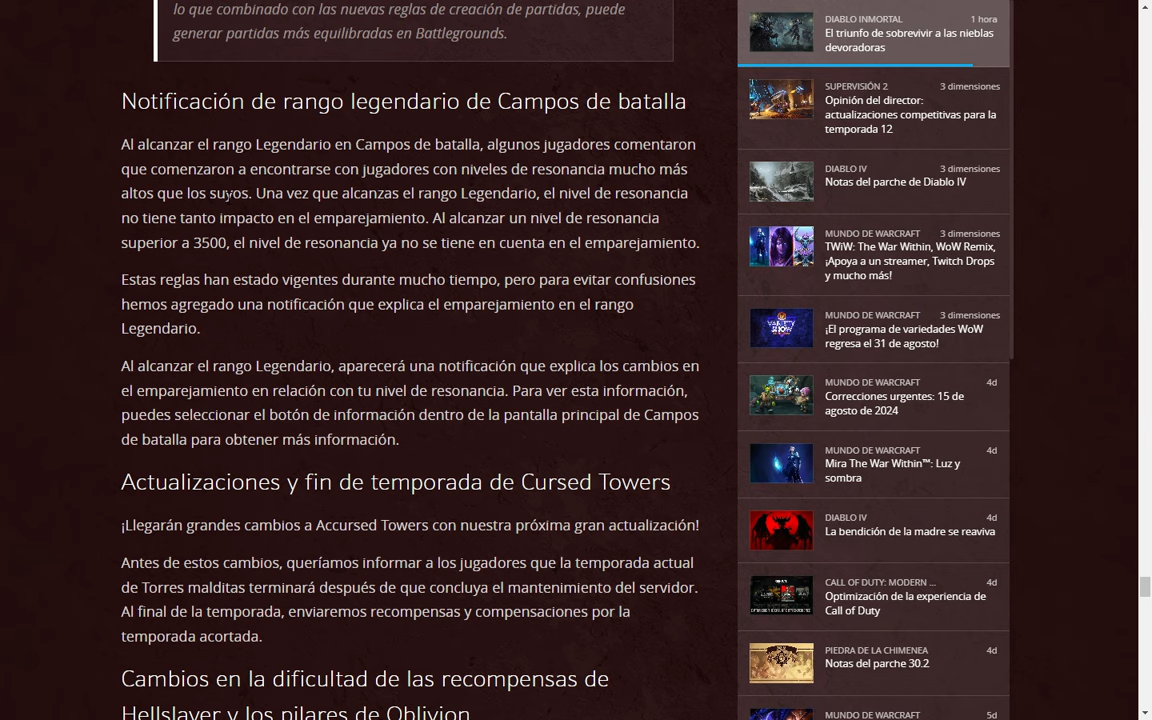 lo que combinado con las nuevas reglas de creación de partidas, puede
generar partidas más equilibradas en Battlegrounds.
Notificación de rango legendario de Campos de batalla
Al alcanzar el rango Legendario en Campos de batalla, algunos jugadores comentaron
que comenzaron a encontrarse con jugadores con niveles de resonancia mucho más
altos que los suyos. Una vez que alcanzas el rango Legendario, el nivel de resonancia
no tiene tanto impacto en el emparejamiento. Al alcanzar un nivel de resonancia
superior a 3500, el nivel de resonancia ya no se tiene en cuenta en el emparejamiento.
Estas reglas han estado vigentes durante mucho tiempo, pero para evitar confusiones
hemos agregado una notificación que explica el emparejamiento en el rango
Legendario.
Al alcanzar el rango Legendario, aparecerá una notificación que explica los cambios en
el emparejamiento en relación con tu nivel de resonancia. Para ver esta información,
puedes seleccionar el botón de información dentro de la pantalla principal de Campos
de batalla para obtener más información.
Actualizaciones y fin de temporada de Cursed Towers
¡Llegarán grandes cambios a Accursed Towers con nuestra próxima gran actualización!
Antes de estos cambios, queríamos informar a los jugadores que la temporada actual
de Torres malditas terminará después de que concluya el mantenimiento del servidor.
Al final de la temporada, enviaremos recompensas y compensaciones por la
temporada acortada.
Cambios en la dificultad de las recompensas de
Hellslayer y los pilares de Oblivion
DIABLO INMORTAL 1 hora
El triunfo de sobrevivir a las nieblas
devoradoras
SUPERVISIÓN 2 3 dimensiones
Opinión del director:
actualizaciones competitivas para la
temporada 12
DIABLO IV 3 dimensiones
Notas del parche de Diablo IV
MUNDO DE WARCRAFT 3 dimensiones
TWiW: The War Within, WoW Remix,
¡Apoya a un streamer, Twitch Drops
y mucho más!
MUNDO DE WARCRAFT 3 dimensiones
¡El programa de variedades WoW
regresa el 31 de agosto!
MUNDO DE WARCRAFT 4d
Correcciones urgentes: 15 de
agosto de 2024
MUNDO DE WARCRAFT 4d
Mira The War Within™: Luz y
sombra
DIABLO IV 4d
La bendición de la madre se reaviva
CALL OF DUTY: MODERN ... 4d
Optimización de la experiencia de
Call of Duty
PIEDRA DE LA CHIMENEA 4d
Notas del parche 30.2
MUNDO DE WARCRAFT 5d